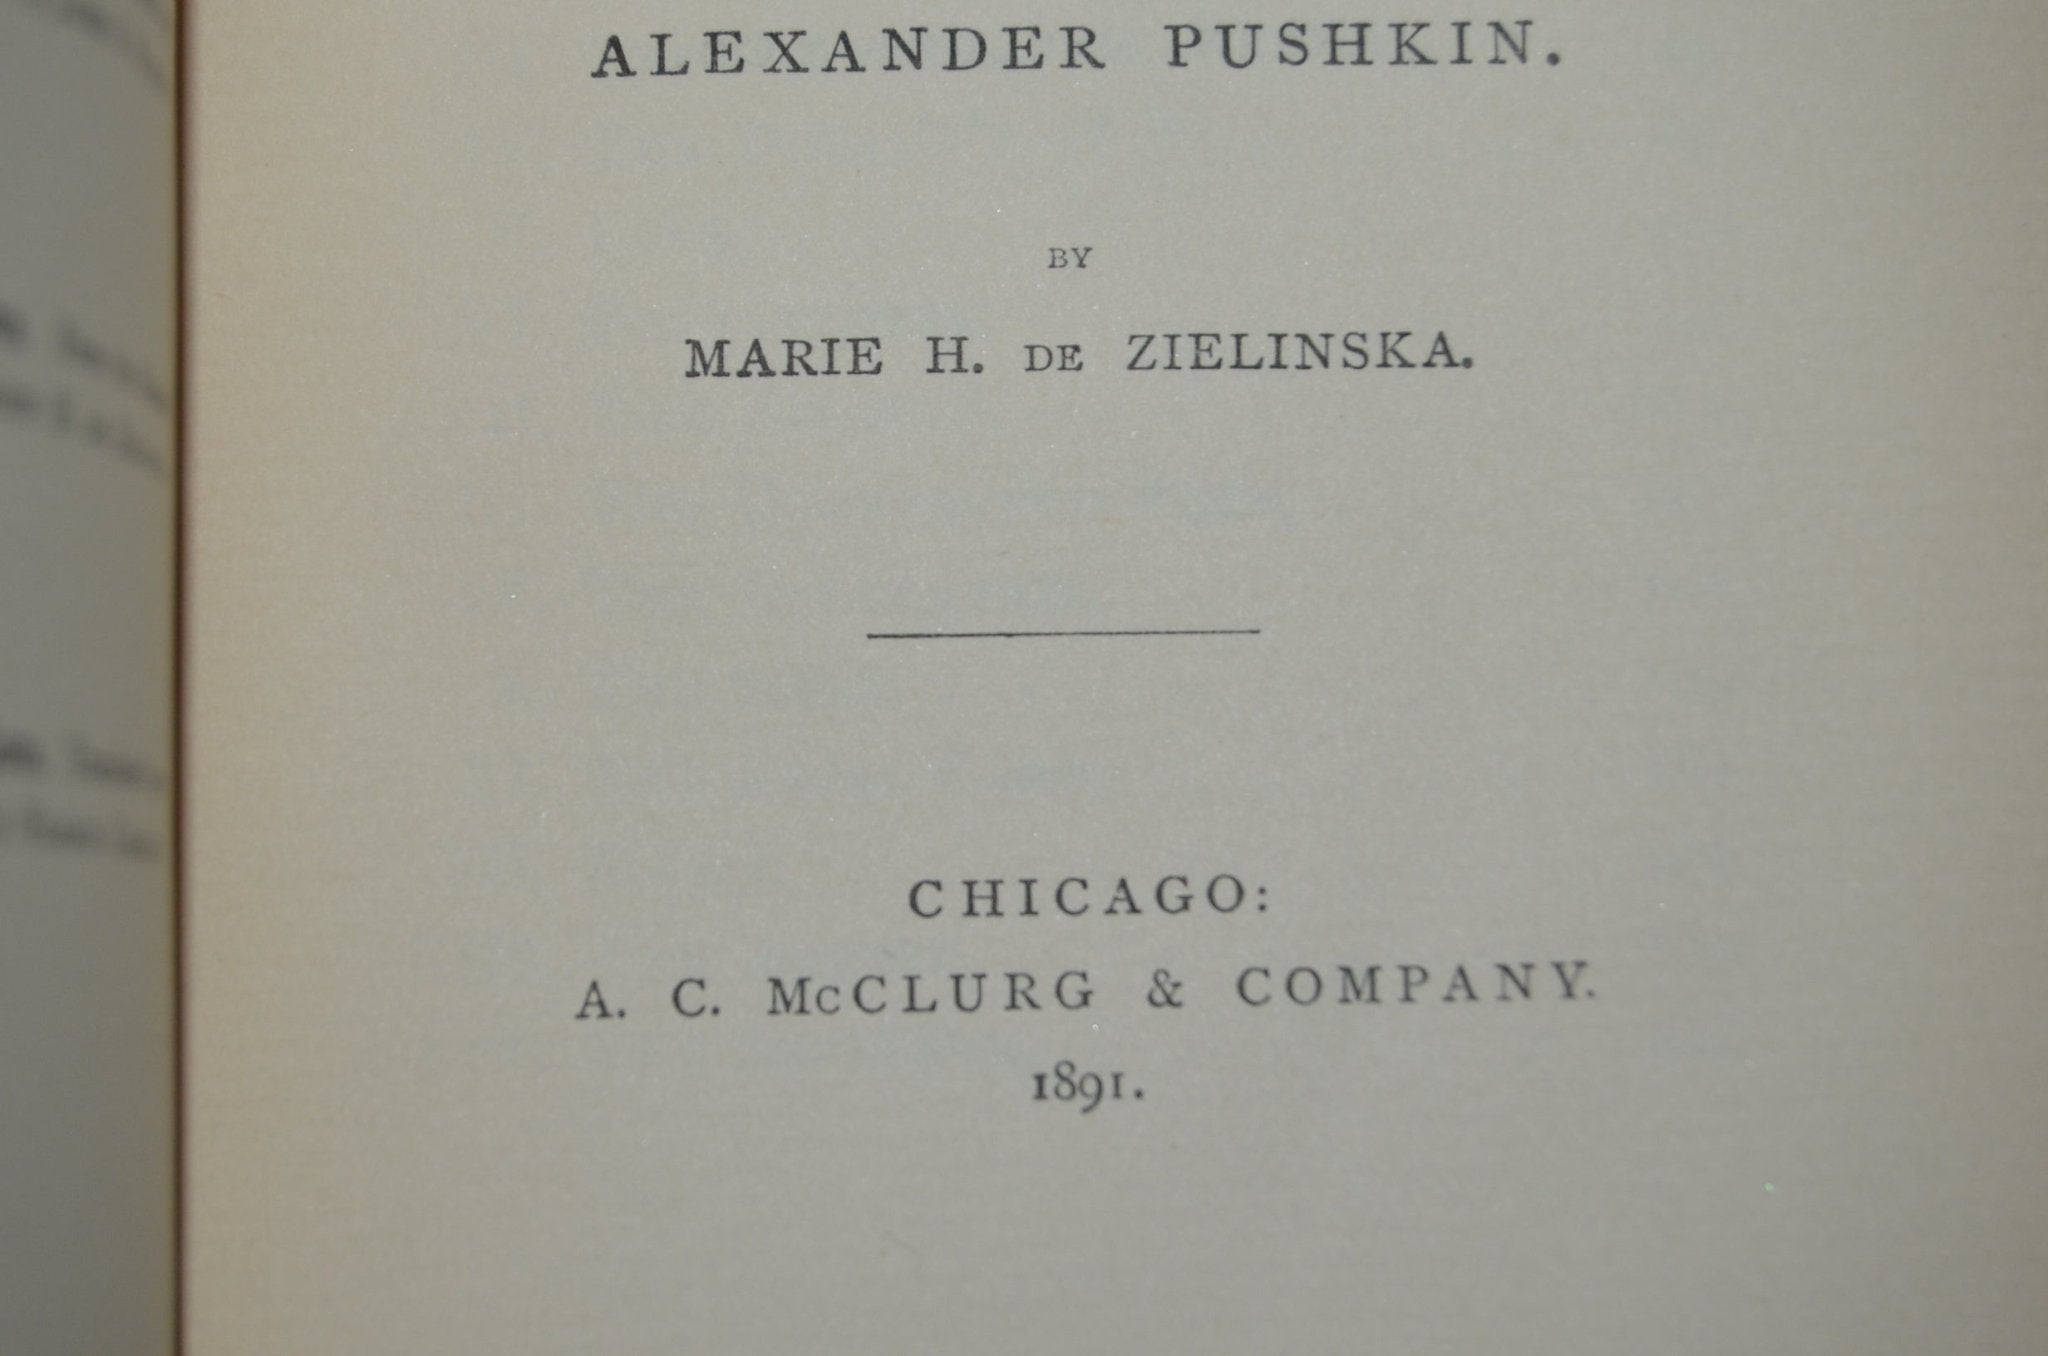 ALEXANDER PUSHKIN.
BY
MARIE H. DE ZIELINSKA.
CHICAGO:
A. C. McCLURG & COMPANY.
1891.